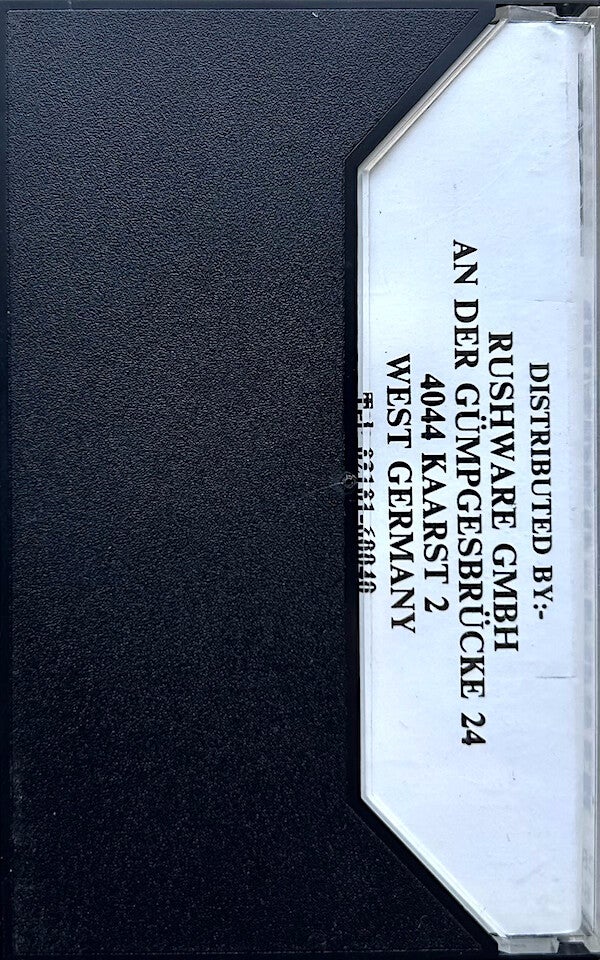 DISTRIBUTED BY:-
RUSHWARE GMBH
AN DER GÜMPGESBRÜCKE 24
4044 KAARST 2
WEST GERMANY